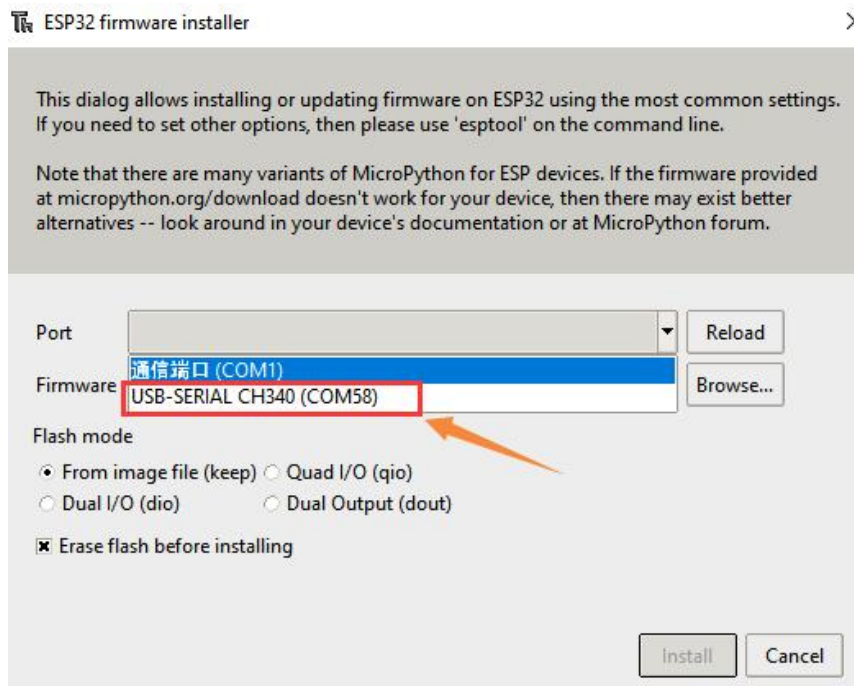 ESP32 firmware installer
This dialog allows installing or updating firmware on ESP32 using the most common settings.
If you need to set other options, then please use 'esptool' on the command line.
Note that there are many variants of MicroPython for ESP devices. If the firmware provided
at micropython.org/download doesn't work for your device, then there may exist better
alternatives -- look around in your device's documentation or at MicroPython forum.
Port
Reload
通信端口 (COM1)
Firmware
USB-SERIAL CH340 (COM58)
Browse...
Flash mode
From image file (keep) Quad I/O (qio)
Dual I/O (dio) Dual Output (dout)
Erase flash before installing
Install Cancel